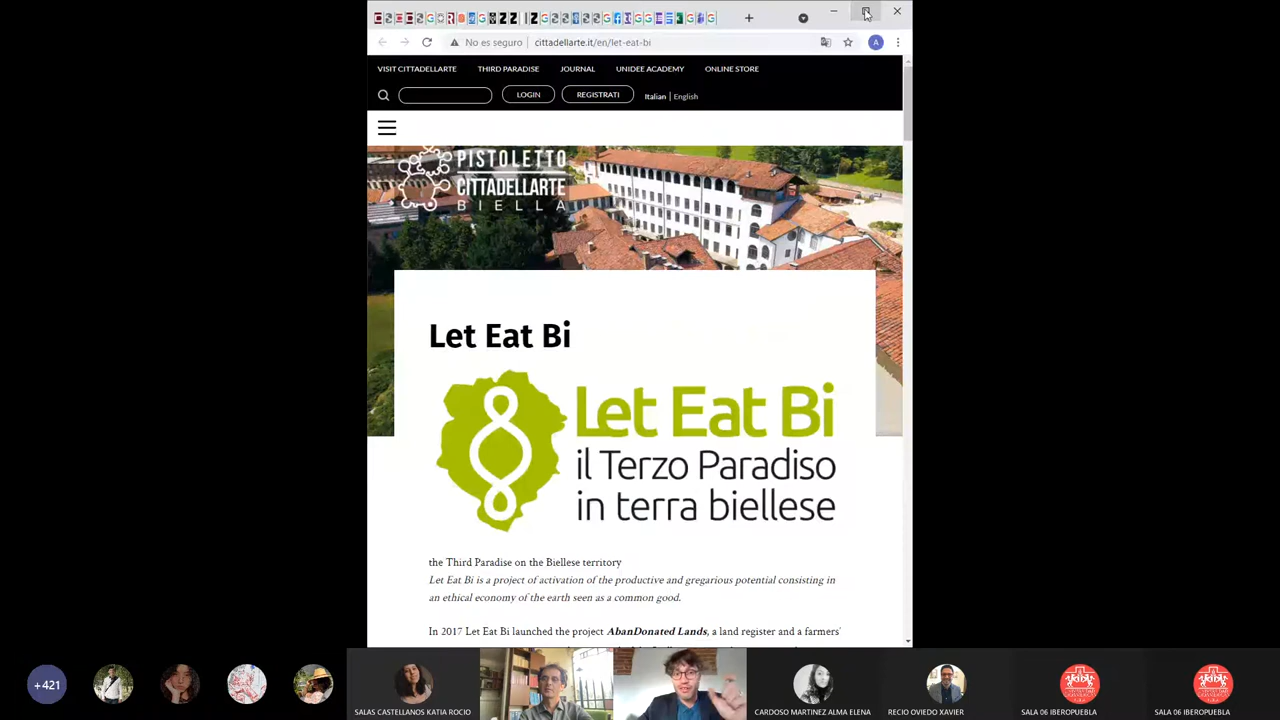 No es seguro
cittadellarte.it/en/let-eat-bi
A
VISIT CITTADELLARTE
THIRD PARADISE
JOURNAL
UNIDEE ACADEMY
ONLINE STORE
LOGIN
REGISTRATI
Italian | English
PISTOLETTO
CITTADELLARTE
BIELLA
Let Eat Bi
Let Eat Bi
il Terzo Paradiso
in terra biellese
the Third Paradise on the Biellese territory
Let Eat Bi is a project of activation of the productive and gregarious potential consisting in
an ethical economy of the earth seen as a common good.
In 2017 Let Eat Bi launched the project AbanDonated Lands, a land register and a farmers'
+421
SALAS CASTELLANOS KATIA ROCIO
CARDOSO MARTINEZ ALMA ELENA
RECIO OVIEDO XAVIER
SALA 06 IBEROPUEBLA
SALA 06 IBEROPUEBLA